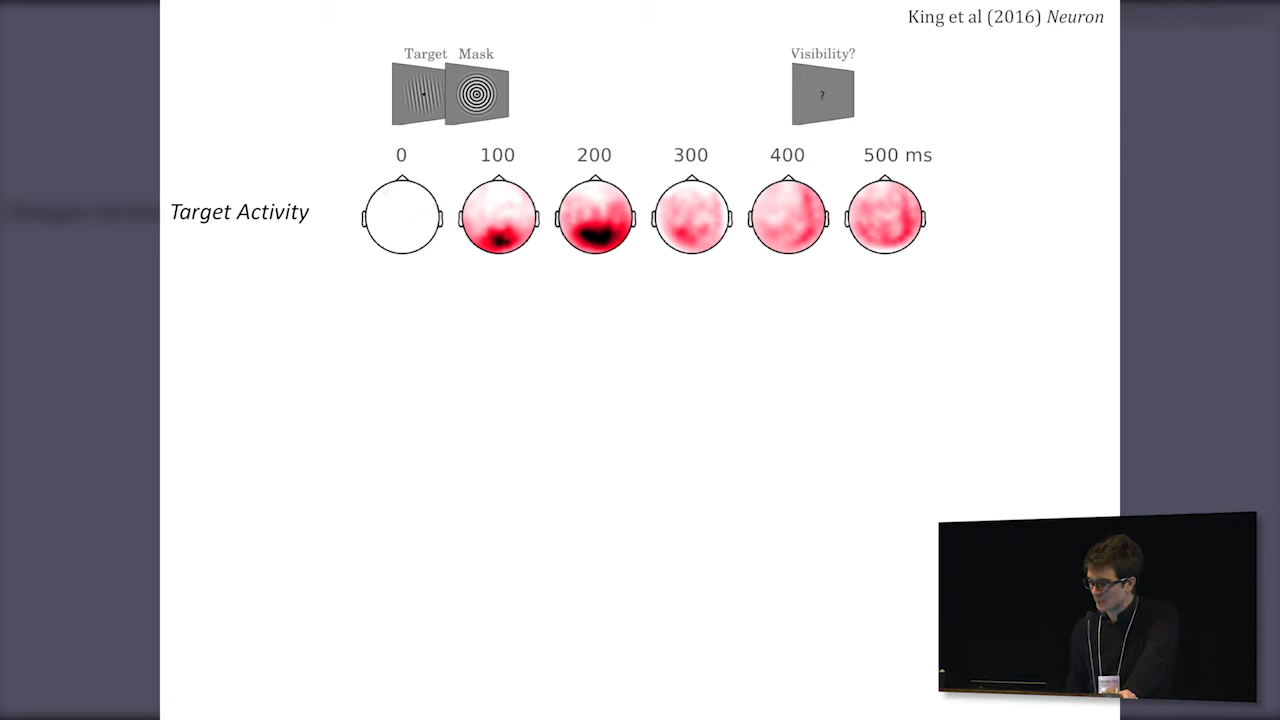 King et al (2016) Neuron
Target Mask
Visibility?
?
0 100 200 300 400 500 ms
Target Activity